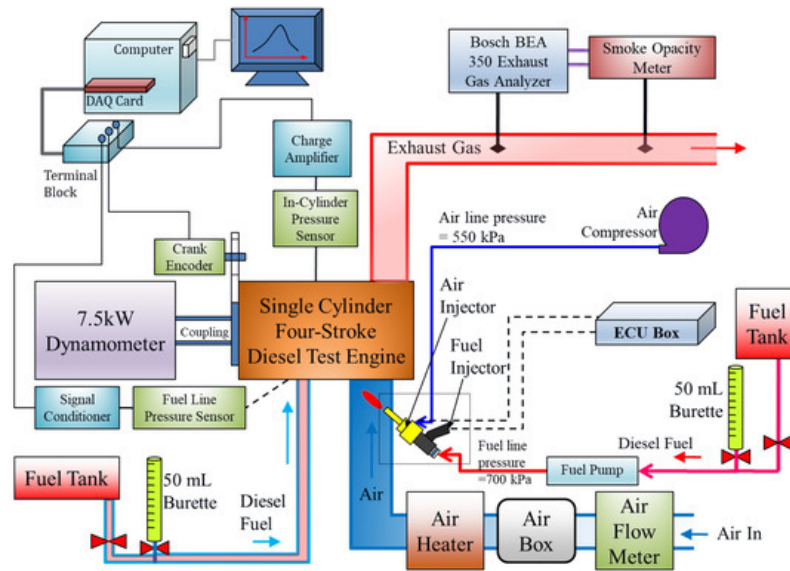 Computer
DAQ Card
Terminal
Block
Charge
Amplifier
In-Cylinder
Pressure
Sensor
Crank
Encoder
Bosch BEA
350 Exhaust
Gas Analyzer
Smoke Opacity
Meter
Exhaust Gas
Air line pressure
= 550 kPa
Air
Compressor
7.5kW
Dynamometer
Coupling
Single Cylinder
Four-Stroke
Diesel Test Engine
Air
Injector
Fuel
Injector
ECU Box
Fuel
Tank
50 mL
Burette
Signal
Conditioner
Fuel Line
Pressure Sensor
Fuel line
pressure
=700 kPa
Fuel Pump
Diesel Fuel
Fuel Tank
50 mL
Burette
Diesel
Fuel
Air
Air
Heater
Air
Box
Air
Flow
Meter
Air In